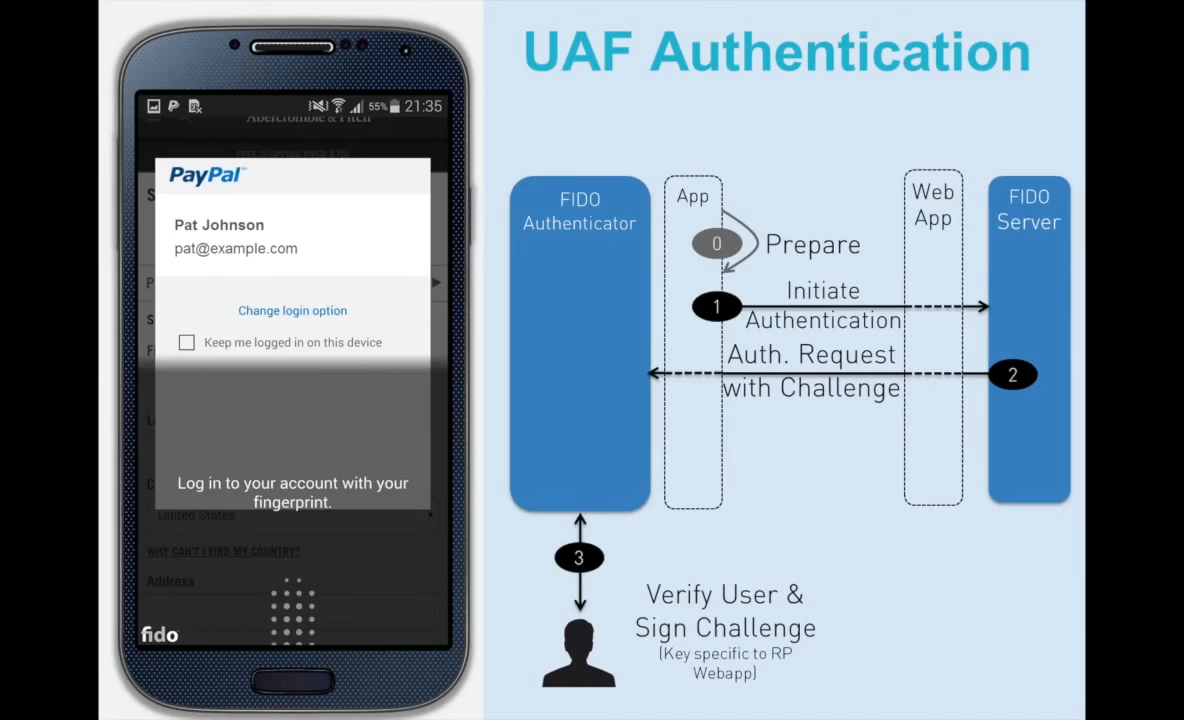 UAF Authentication
55% 21:35
Abercrombie & Fitch
PayPal™
Pat Johnson
pat@example.com
Change login option
Keep me logged in on this device
Log in to your account with your
fingerprint.
United States
WHY CAN'T I FIND MY COUNTRY?
Address
fido
FIDO
Authenticator
App
Web
App
FIDO
Server
0
Prepare
1
Initiate
Authentication
Auth. Request
with Challenge
2
3
Verify User &
Sign Challenge
(Key specific to RP
Webapp)